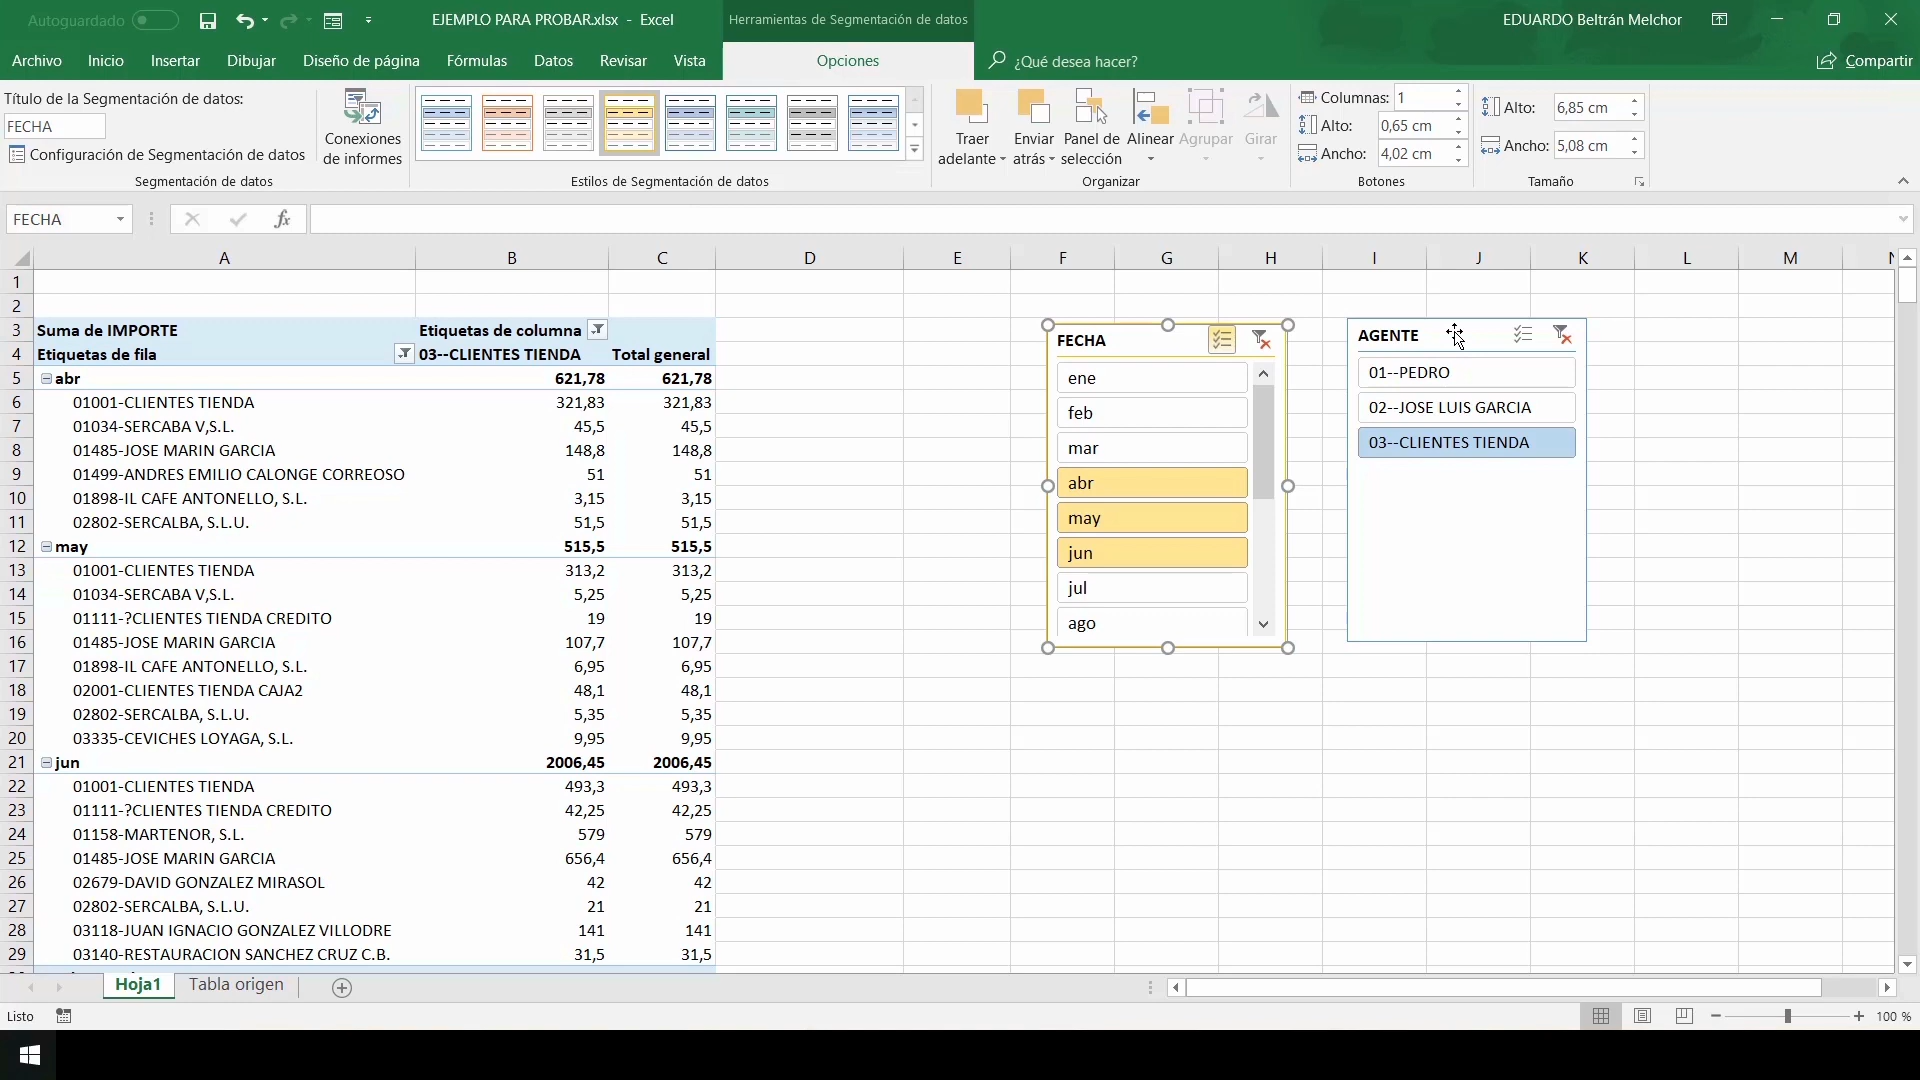 Autoguardado
EJEMPLO PARA PROBAR.xlsx - Excel
Herramientas de Segmentación de datos
EDUARDO Beltrán Melchor
Archivo Inicio Insertar Dibujar Diseño de página Fórmulas Datos Revisar Vista Opciones ¿Qué desea hacer? Compartir
Título de la Segmentación de datos:
FECHA
Configuración de Segmentación de datos
Segmentación de datos
Conexiones
de informes
Estilos de Segmentación de datos
Traer
adelante
Enviar
atrás
Panel de
selección
Alinear
Agrupar
Girar
Organizar
Columnas: 1
Alto: 0,65 cm
Ancho: 4,02 cm
Botones
Alto: 6,85 cm
Ancho: 5,08 cm
Tamaño
FECHA fx
A B C D E F G H I J K L M N
1
2
3 Suma de IMPORTE Etiquetas de columna
4 Etiquetas de fila 03--CLIENTES TIENDA Total general
5 abr 621,78 621,78
6 01001-CLIENTES TIENDA 321,83 321,83
7 01034-SERCABA V,S.L. 45,5 45,5
8 01485-JOSE MARIN GARCIA 148,8 148,8
9 01499-ANDRES EMILIO CALONGE CORREOSO 51 51
10 01898-IL CAFE ANTONELLO, S.L. 3,15 3,15
11 02802-SERCALBA, S.L.U. 51,5 51,5
12 may 515,5 515,5
13 01001-CLIENTES TIENDA 313,2 313,2
14 01034-SERCABA V,S.L. 5,25 5,25
15 01111-?CLIENTES TIENDA CREDITO 19 19
16 01485-JOSE MARIN GARCIA 107,7 107,7
17 01898-IL CAFE ANTONELLO, S.L. 6,95 6,95
18 02001-CLIENTES TIENDA CAJA2 48,1 48,1
19 02802-SERCALBA, S.L.U. 5,35 5,35
20 03335-CEVICHES LOYAGA, S.L. 9,95 9,95
21 jun 2006,45 2006,45
22 01001-CLIENTES TIENDA 493,3 493,3
23 01111-?CLIENTES TIENDA CREDITO 42,25 42,25
24 01158-MARTENOR, S.L. 579 579
25 01485-JOSE MARIN GARCIA 656,4 656,4
26 02679-DAVID GONZALEZ MIRASOL 42 42
27 02802-SERCALBA, S.L.U. 21 21
28 03118-JUAN IGNACIO GONZALEZ VILLODRE 141 141
29 03140-RESTAURACION SANCHEZ CRUZ C.B. 31,5 31,5
FECHA
ene
feb
mar
abr
may
jun
jul
ago
AGENTE
01--PEDRO
02--JOSE LUIS GARCIA
03--CLIENTES TIENDA
Hoja1 Tabla origen
Listo
100 %